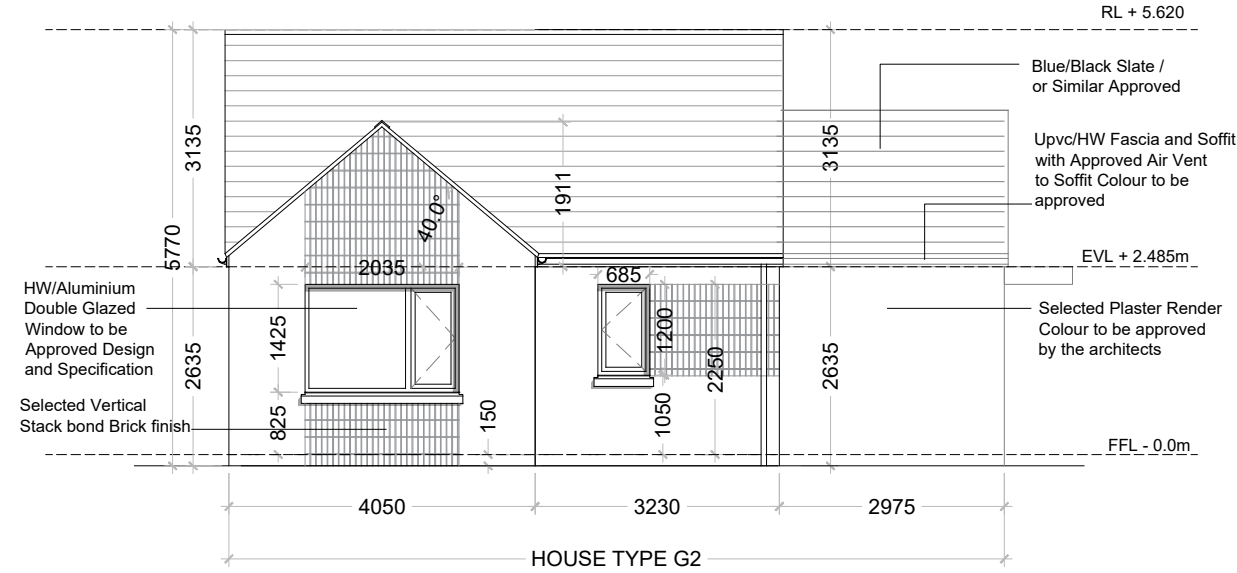 RL + 5.620
Blue/Black Slate /
or Similar Approved
Upvc/HW Fascia and Soffit
with Approved Air Vent
to Soffit Colour to be
approved
3135
3135
1911
40.0°
5770
EVL + 2.485m
2035
685
HW/Aluminium
Double Glazed
Window to be
Approved Design
and Specification
Selected Plaster Render
Colour to be approved
by the architects
1425
1200
2250
2635
2635
Selected Vertical
Stack bond Brick finish
825
150
1050
FFL - 0.0m
4050
3230
2975
HOUSE TYPE G2